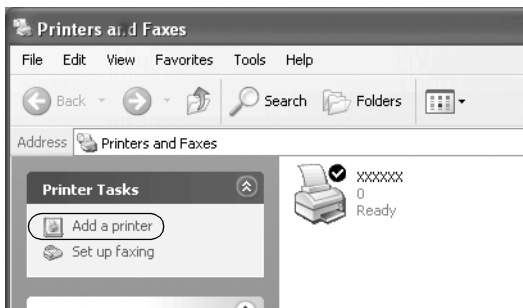 Printers and Faxes
File Edit View Favorites Tools Help
Back Search Folders
Address Printers and Faxes
Printer Tasks
Add a printer
Set up faxing
xxxxxx
0
Ready